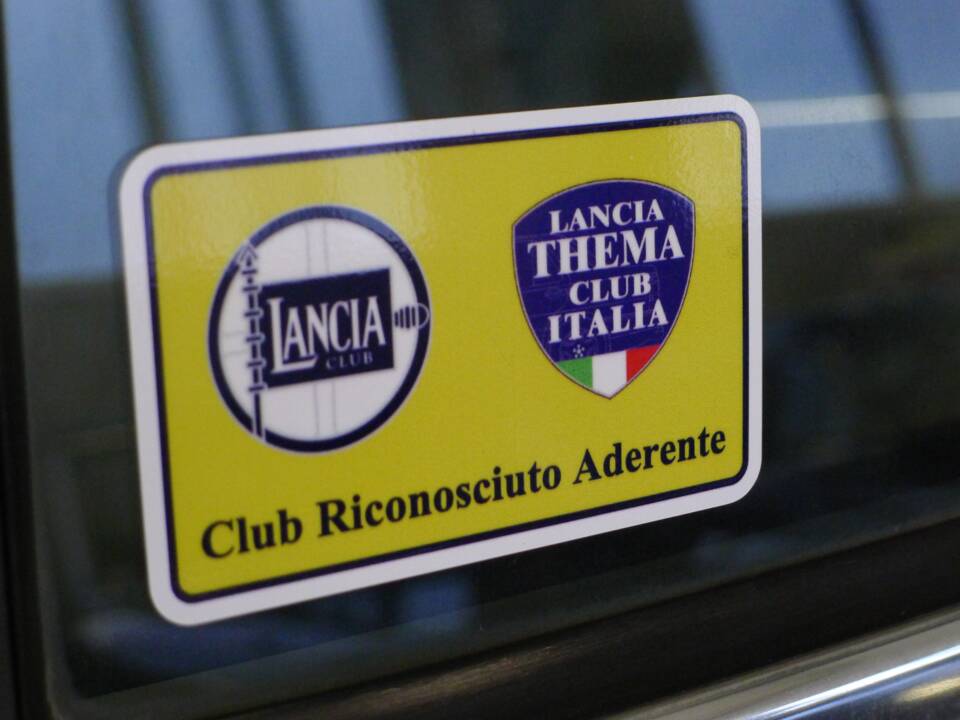 LANCIA
CLUB
LANCIA
THEMA
CLUB
ITALIA
Club Riconosciuto Aderente